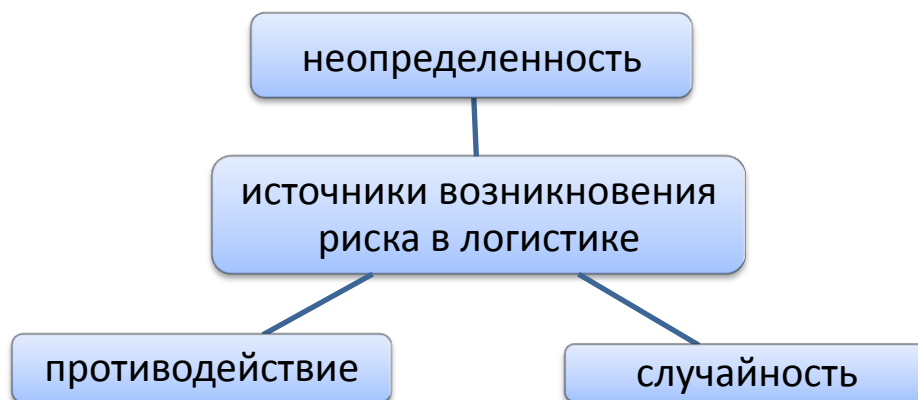 неопределенность
источники возникновения
риска в логистике
противодействие
случайность